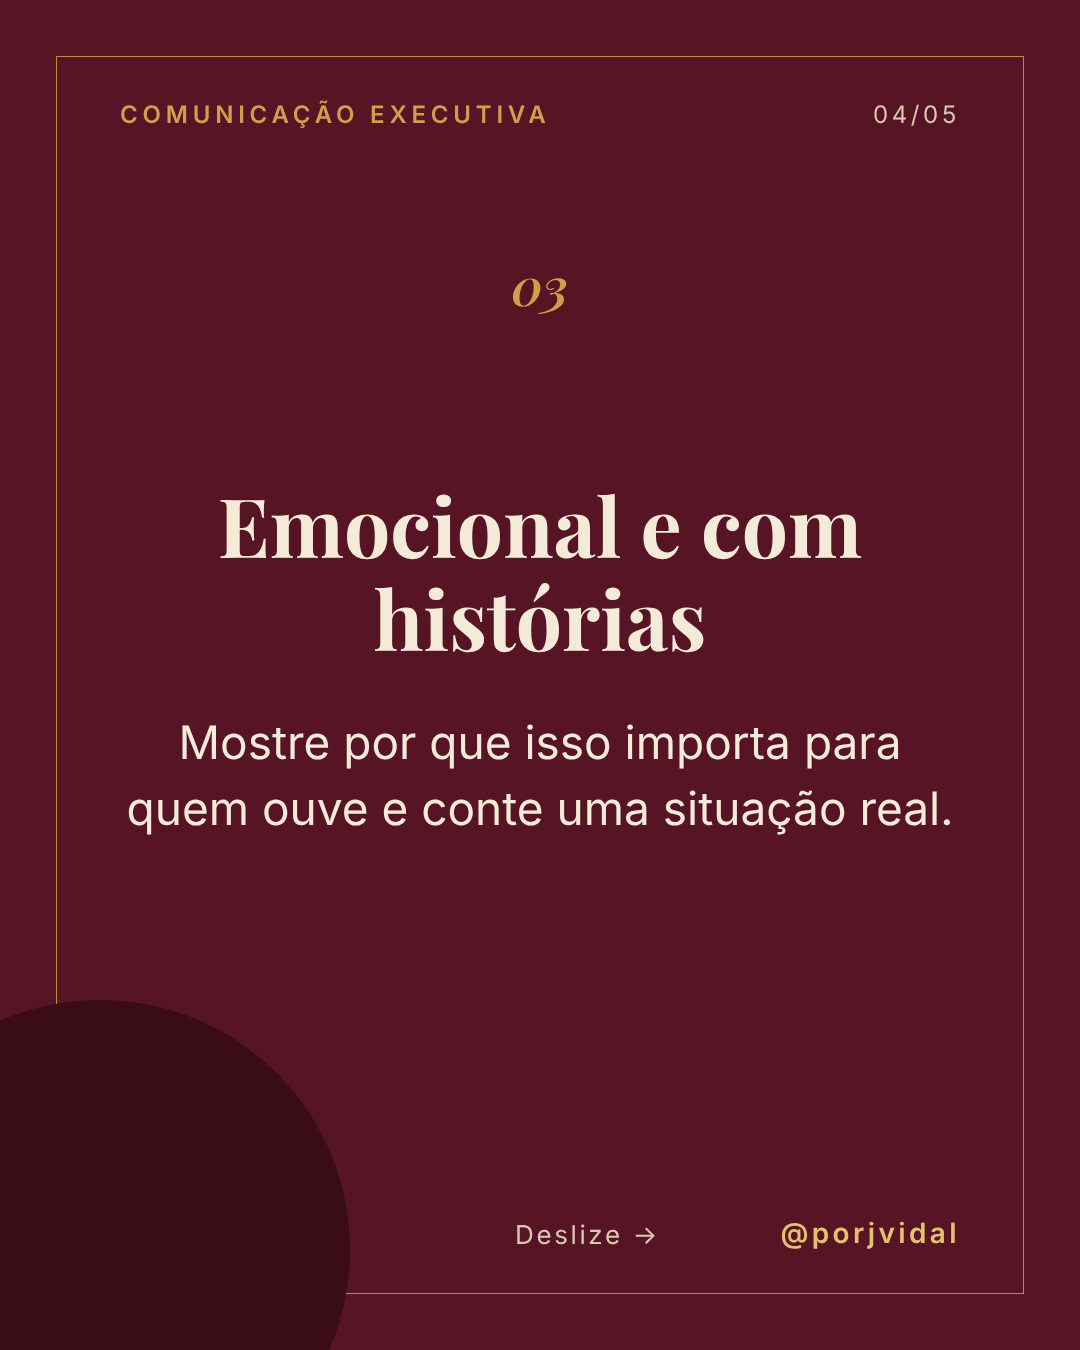 COMUNICAÇÃO EXECUTIVA
04/05
03
Emocional e com
histórias
Mostre por que isso importa para
quem ouve e conte uma situação real.
Deslize →
@porjvidal